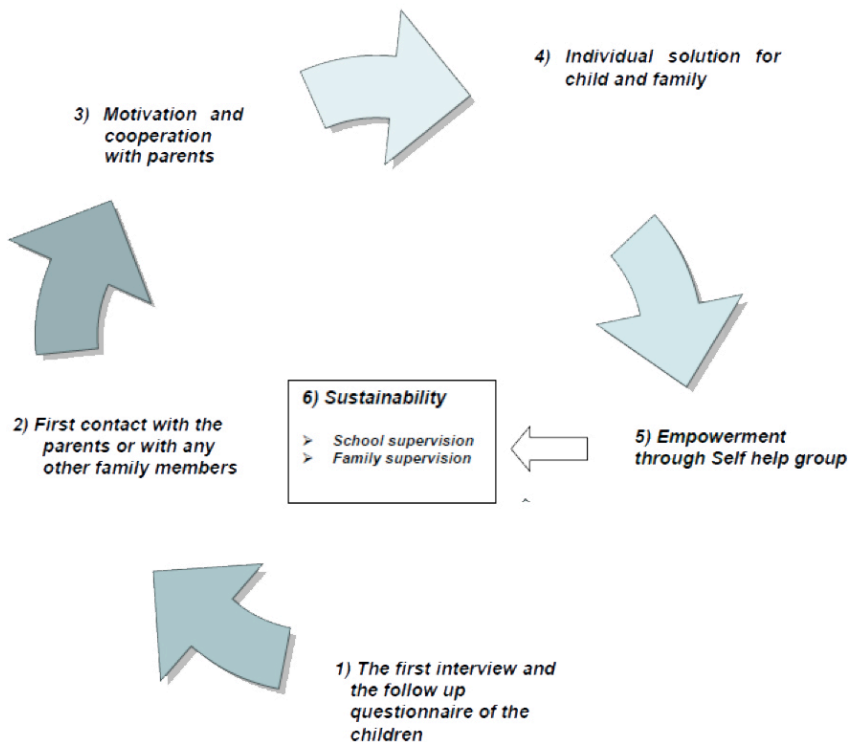 4) Individual solution for
child and family
3) Motivation and
cooperation
with parents
2) First contact with the
parents or with any
other family members
6) Sustainability
➢ School supervision
➢ Family supervision
5) Empowerment
through Self help group
1) The first interview and
the follow up
questionnaire of the
children